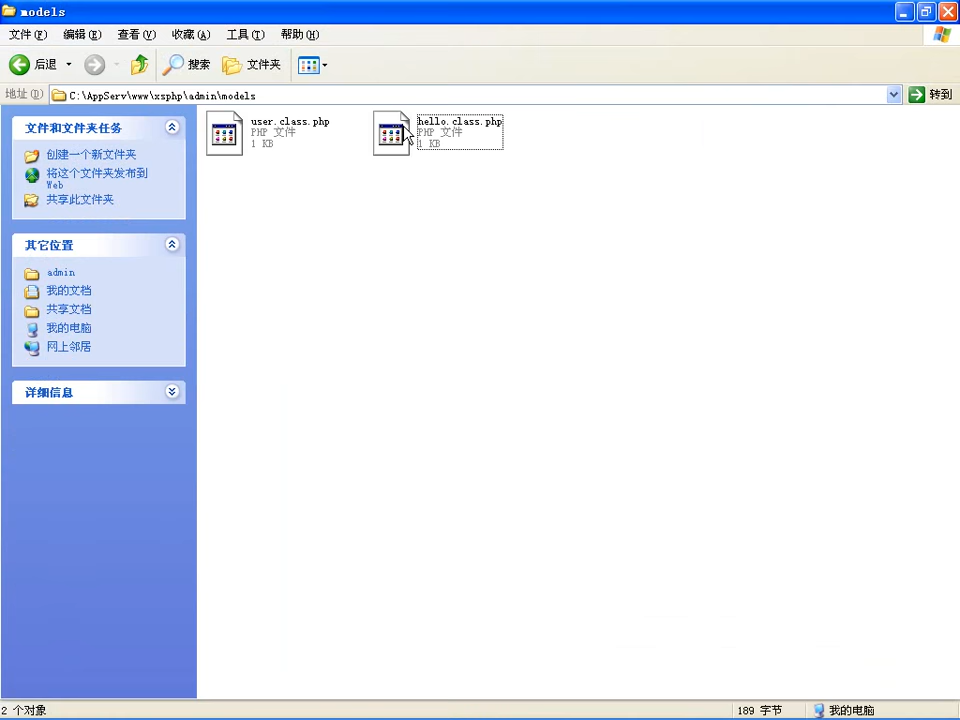 models
文件(F) 编辑(E) 查看(V) 收藏(A) 工具(T) 帮助(H)
后退 搜索 文件夹
地址(D) C:\AppServ\www\xsphp\admin\models 转到
文件和文件夹任务
创建一个新文件夹
将这个文件夹发布到
Web
共享此文件夹
其它位置
admin
我的文档
共享文档
我的电脑
网上邻居
详细信息
user.class.php
PHP 文件
1 KB
hello.class.php
PHP 文件
1 KB
2 个对象 189 字节 我的电脑